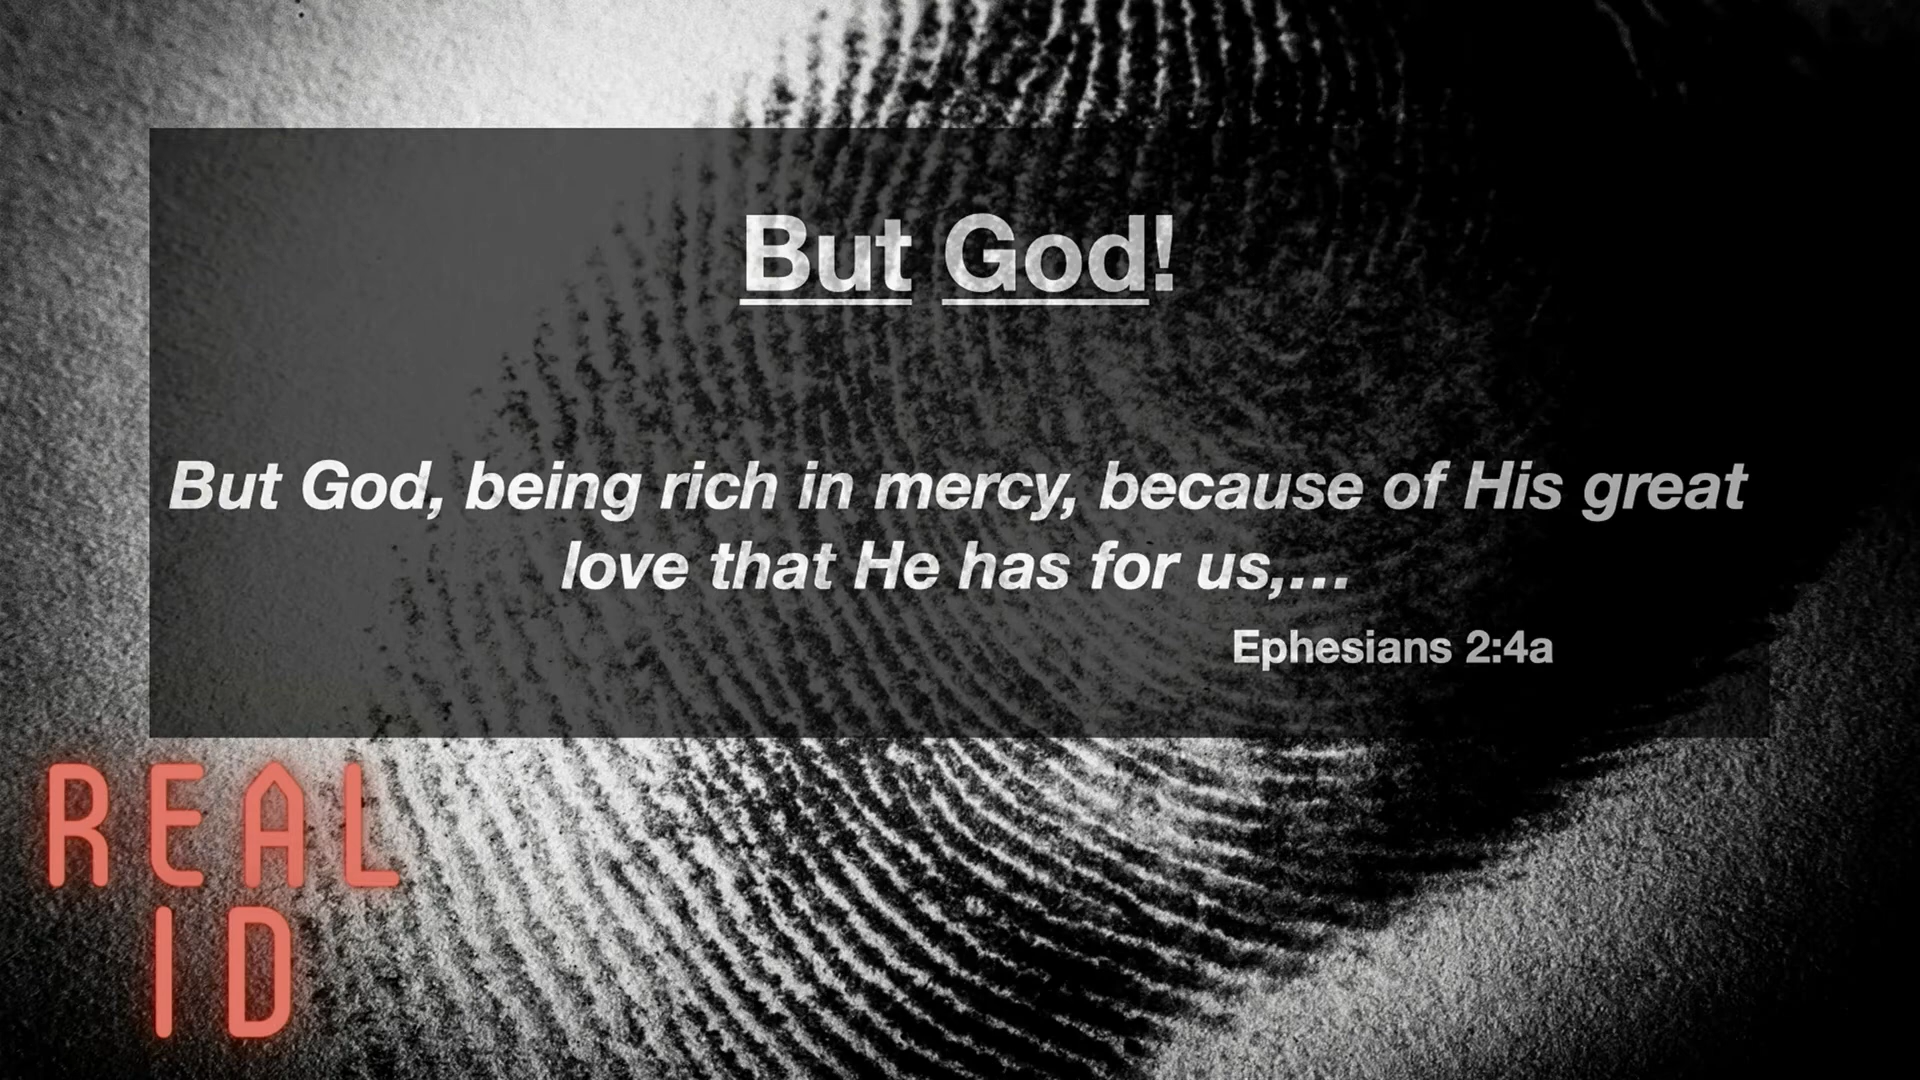 But God!
But God, being rich in mercy, because of His great
love that He has for us,…
Ephesians 2:4a
REAL
ID